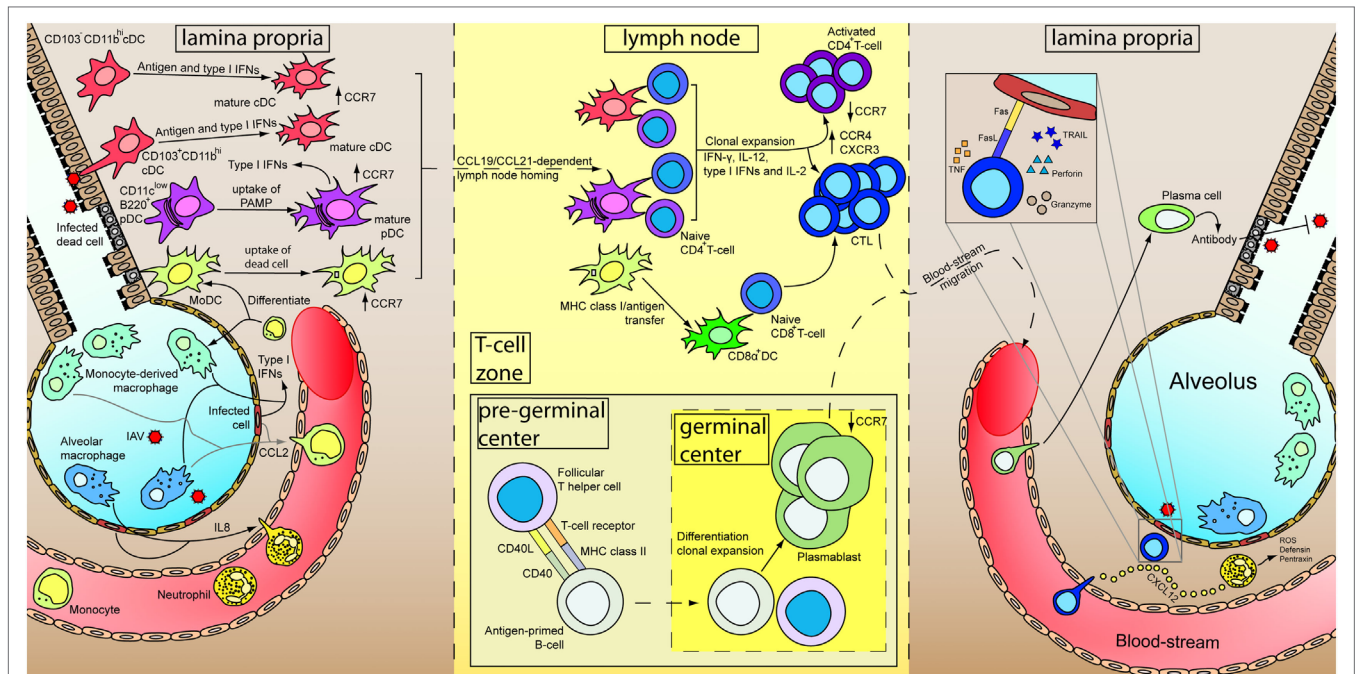 lamina propria
CD103⁻CD11b^hi cDC
Antigen and type I IFNs
mature cDC
↑ CCR7
Antigen and type I IFNs
mature cDC
CD103⁺CD11b^hi
cDC
Type I IFNs
↑ CCR7
CD11c^low
B220⁺
pDC
uptake of
PAMP
mature
pDC
Infected
dead cell
uptake of
dead cell
MoDC
↑ CCR7
Differentiate
Monocyte-derived
macrophage
Type I
IFNs
Infected
cell
IAV
CCL2
Alveolar
macrophage
IL8
Neutrophil
Monocyte
lymph node
CCL19/CCL21-dependent
lymph node homing
Activated
CD4⁺T-cell
↓ CCR7
↑ CCR4
CXCR3
Clonal expansion
IFN-γ, IL-12,
type I IFNs and IL-2
Naive
CD4⁺T-cell
CTL
MHC class I/antigen
transfer
Naive
CD8⁺T-cell
CD8α⁺DC
T-cell
zone
pre-germinal
center
Follicular
T helper cell
T-cell receptor
CD40L
MHC class II
CD40
Antigen-primed
B-cell
germinal
center
↓ CCR7
Differentiation
clonal expansion
Plasmablast
lamina propria
Fas
FasL
TRAIL
TNF
Perforin
Granzyme
Plasma cell
Antibody
Blood-stream
migration
Alveolus
ROS
Defensin
Pentraxin
CXCL12
Blood-stream